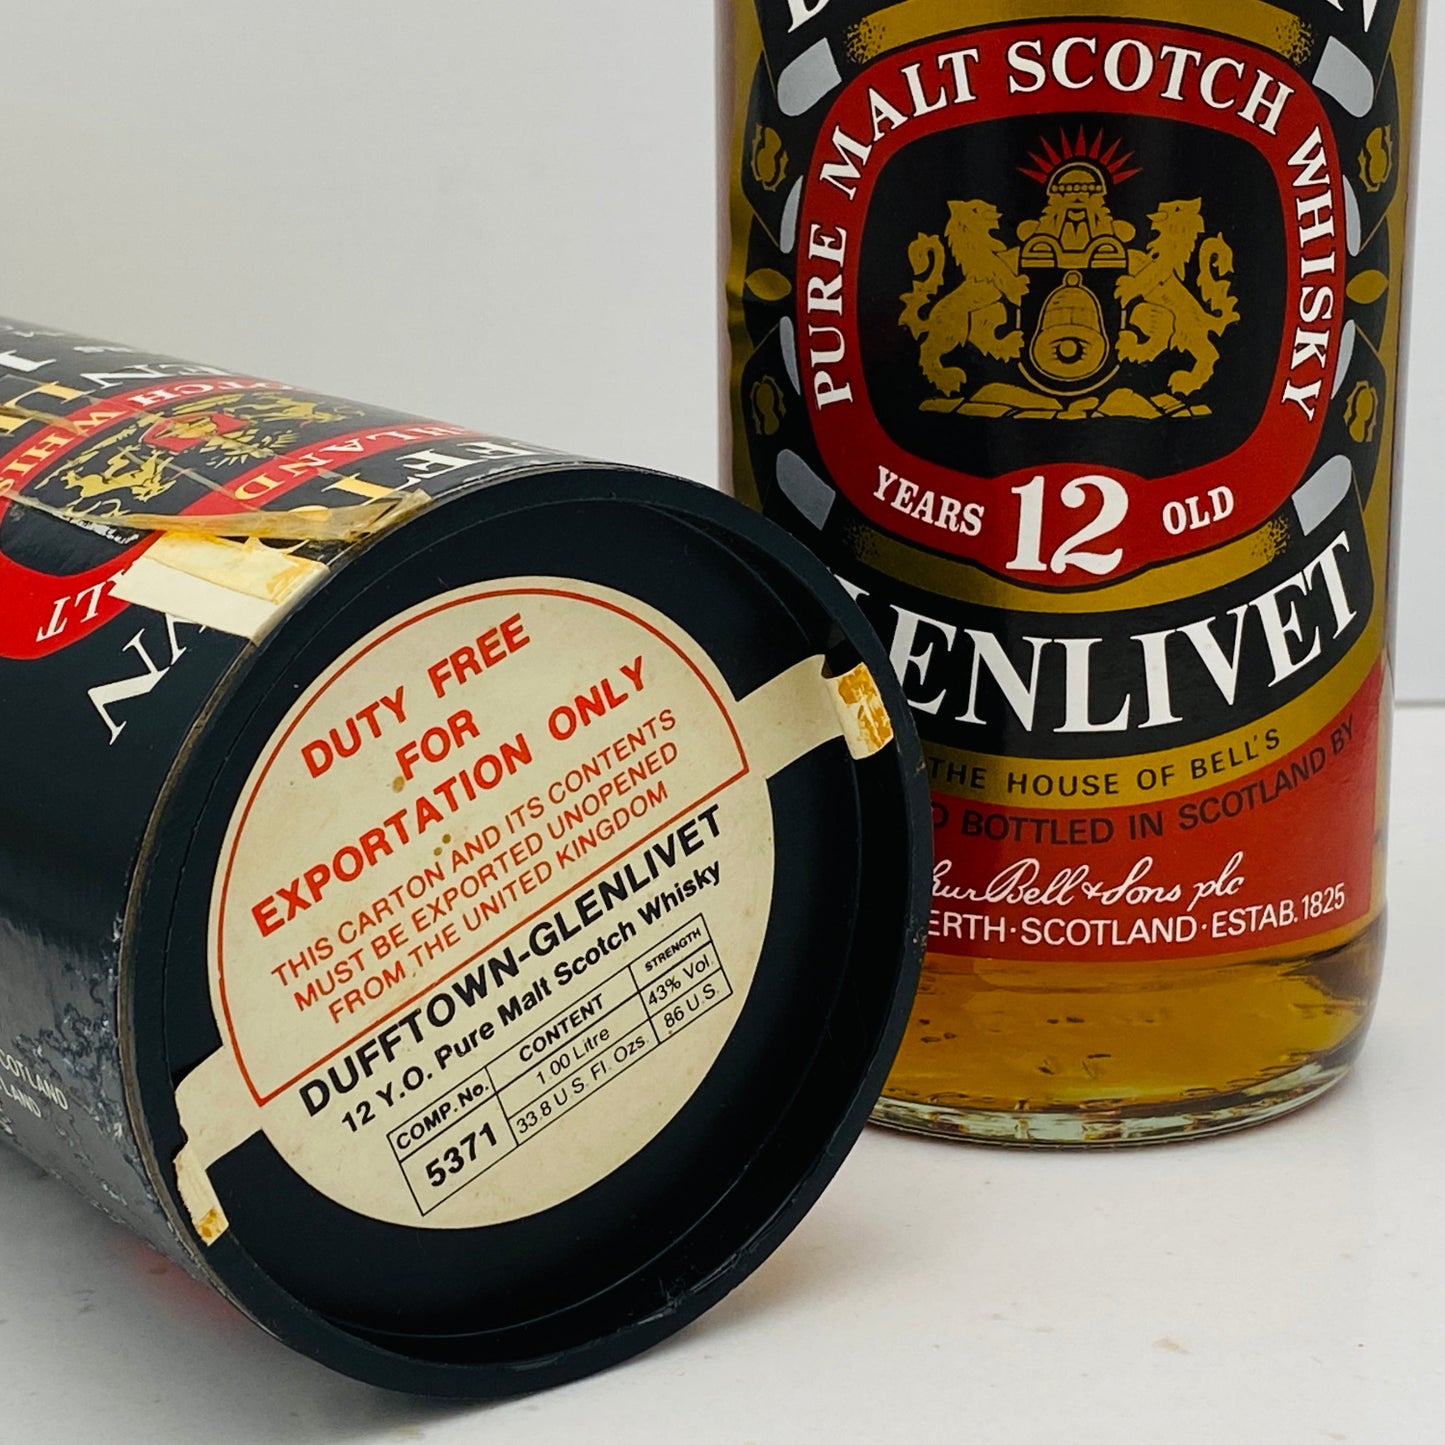 PURE MALT SCOTCH WHISKY
YEARS 12 OLD
GLENLIVET
THE HOUSE OF BELL'S
BOTTLED IN SCOTLAND BY
Bell & Sons plc
SCOTLAND · ESTAB. 1825
DUTY FREE
FOR
EXPORTATION ONLY
THIS CARTON AND ITS CONTENTS
MUST BE EXPORTED UNOPENED
FROM THE UNITED KINGDOM
DUFFTOWN-GLENLIVET
12 Y.O. Pure Malt Scotch Whisky
COMP. No. CONTENT STRENGTH
5371 1.00 Litre 43% Vol.
33.8 U.S. Fl. Ozs. 86 U.S.